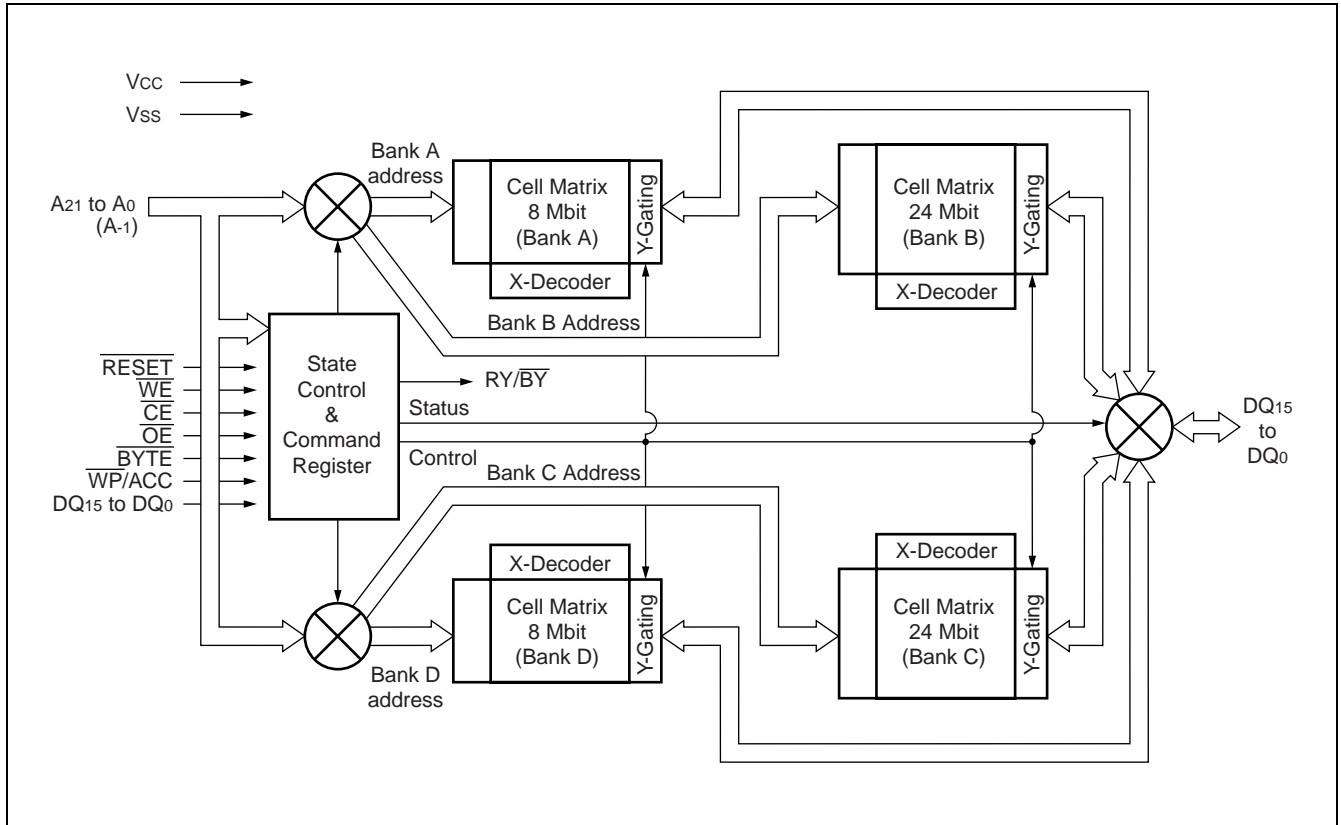 VCC
VSS
A21 to A0
(A-1)
Bank A
address
Cell Matrix
8 Mbit
(Bank A)
Y-Gating
X-Decoder
Cell Matrix
24 Mbit
(Bank B)
Y-Gating
X-Decoder
Bank B Address
RESET
WE
CE
OE
BYTE
WP/ACC
DQ15 to DQ0
State
Control
&
Command
Register
RY/BY
Status
Control
DQ15
to
DQ0
Bank C Address
X-Decoder
Cell Matrix
8 Mbit
(Bank D)
Y-Gating
Bank D
address
X-Decoder
Cell Matrix
24 Mbit
(Bank C)
Y-Gating